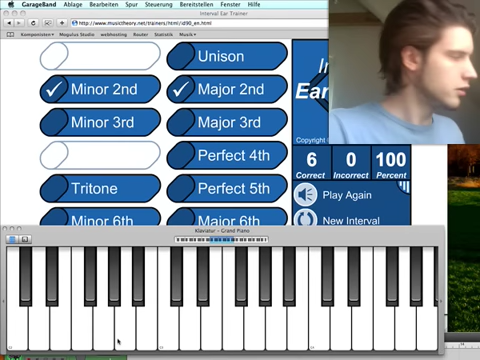 GarageBand Ablage Bearbeiten Spur Steuerung Bereitstellen Fenster Hilfe
Interval Ear Trainer
http://www.musictheory.net/trainers/html/id90_en.html
Komponisten Mogulus Studio webhosting Router Statistik Musik
Unison
Minor 2nd
Major 2nd
Minor 3rd
Major 3rd
Perfect 4th
Tritone
Perfect 5th
Minor 6th
Major 6th
Copyright
6 0 100
Correct Incorrect Percent
Play Again
New Interval
Klaviatur – Grand Piano